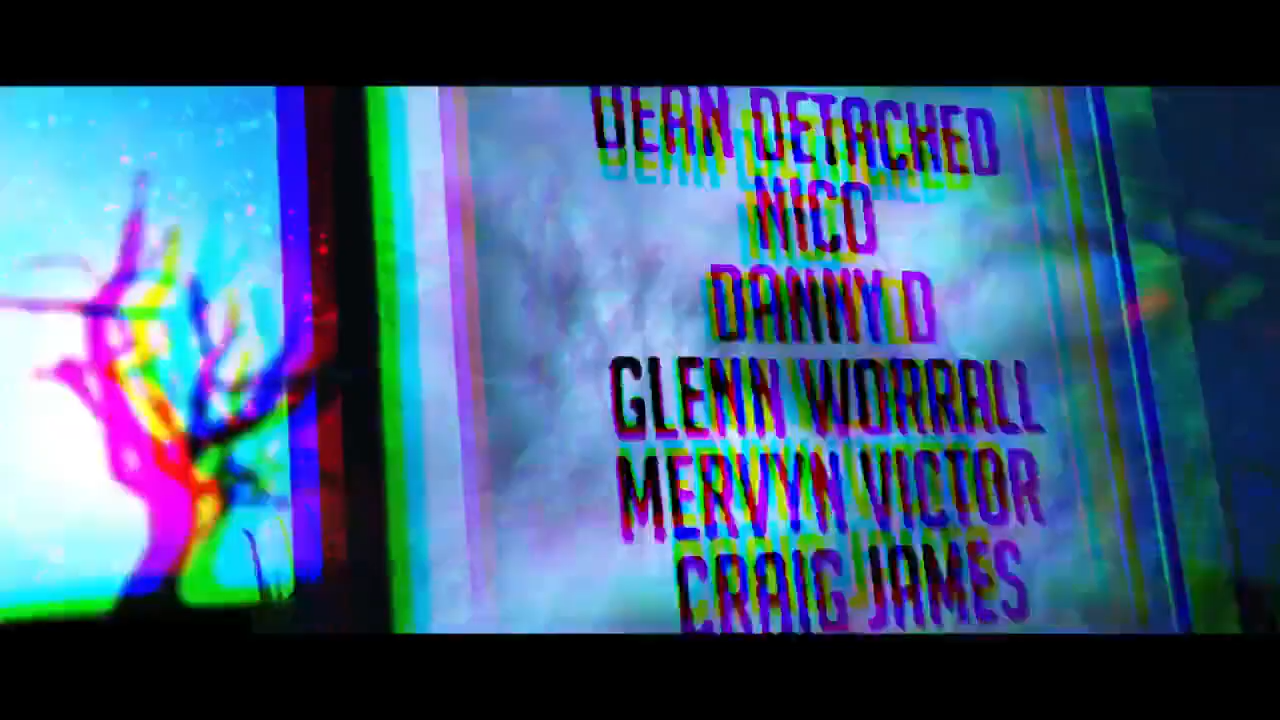 DEAN DETACHED
NICO
DANNY D
GLENN WORRALL
MERVYN VICTOR
CRAIG JAMES